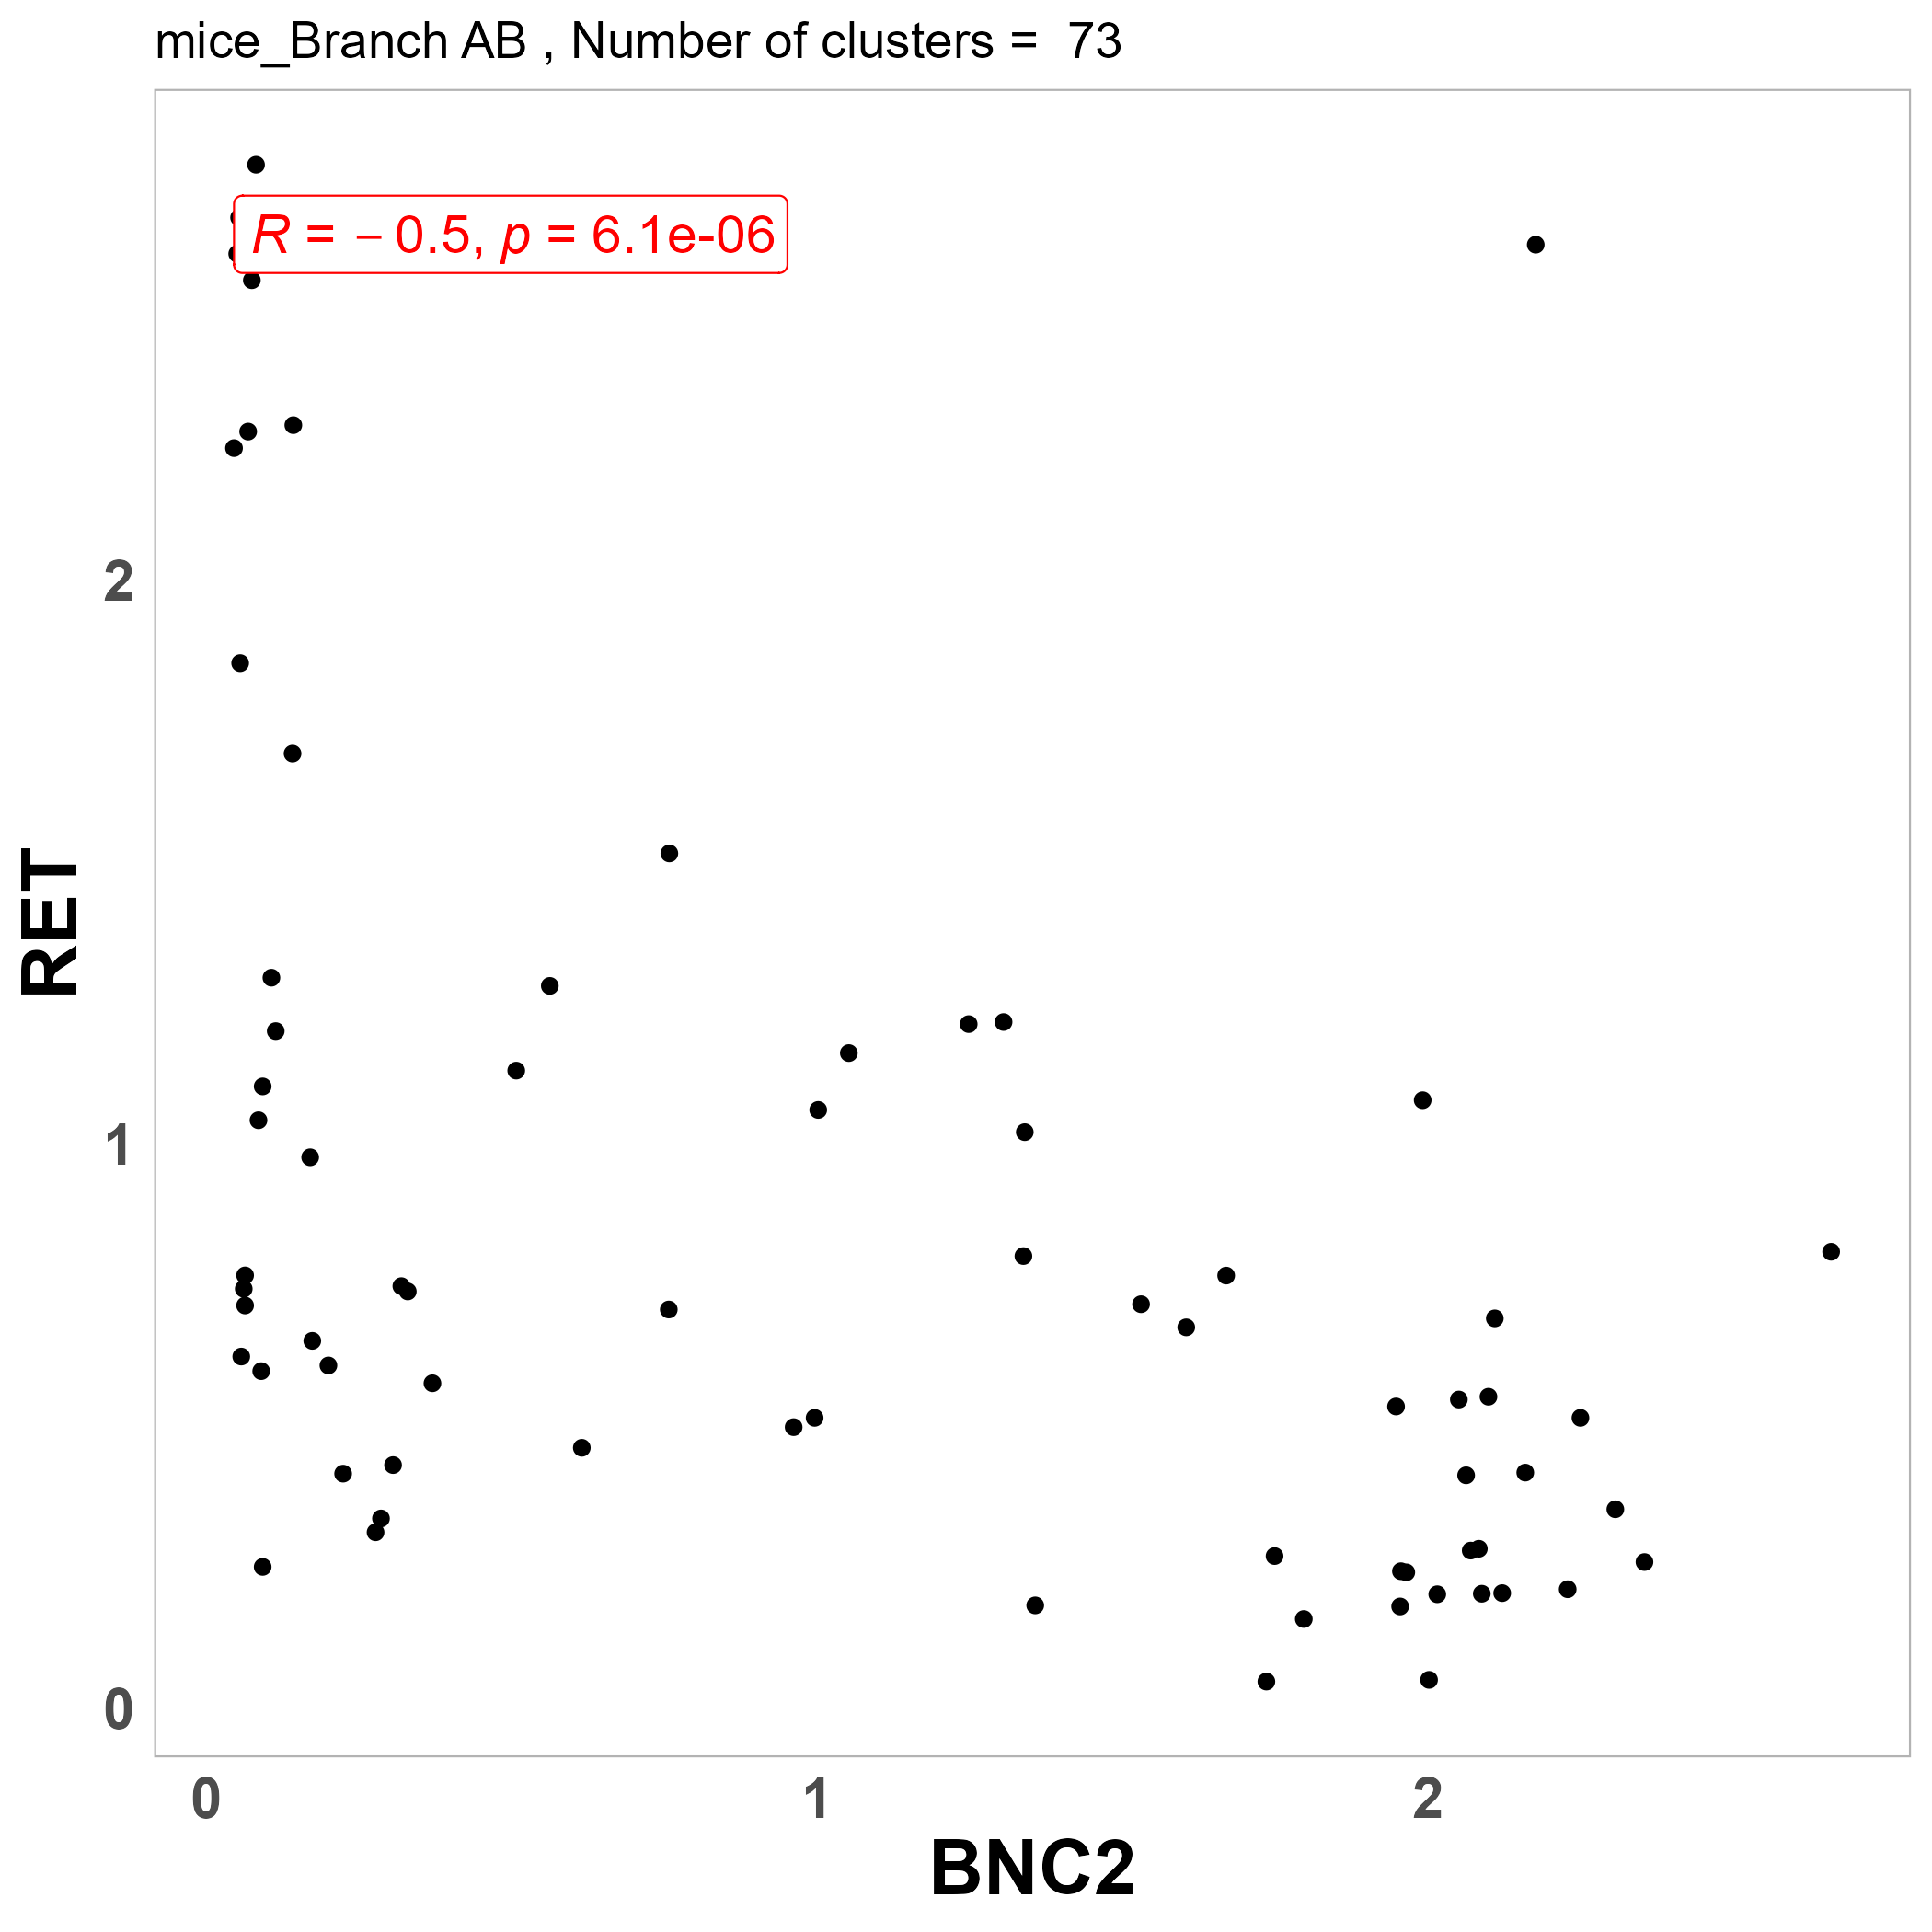 mice_Branch AB , Number of clusters =  73
R = − 0.5, p = 6.1e-06
2
1
0
RET
0 1 2
BNC2